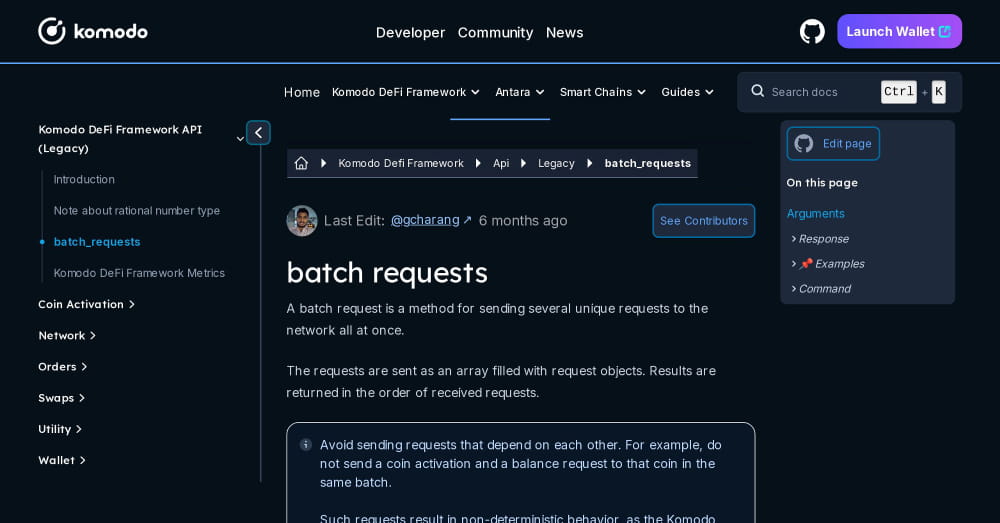 komodo
Developer Community News
Launch Wallet
Home Komodo DeFi Framework Antara Smart Chains Guides
Search docs Ctrl + K
Komodo DeFi Framework API
(Legacy)
Introduction
Note about rational number type
batch_requests
Komodo DeFi Framework Metrics
Coin Activation
Network
Orders
Swaps
Utility
Wallet
Komodo Defi Framework Api Legacy batch_requests
Last Edit: @gcharang ↗ 6 months ago
See Contributors
batch requests
A batch request is a method for sending several unique requests to the
network all at once.
The requests are sent as an array filled with request objects. Results are
returned in the order of received requests.
Avoid sending requests that depend on each other. For example, do
not send a coin activation and a balance request to that coin in the
same batch.
Such requests result in non-deterministic behavior, as the Komodo
Edit page
On this page
Arguments
Response
📌 Examples
Command